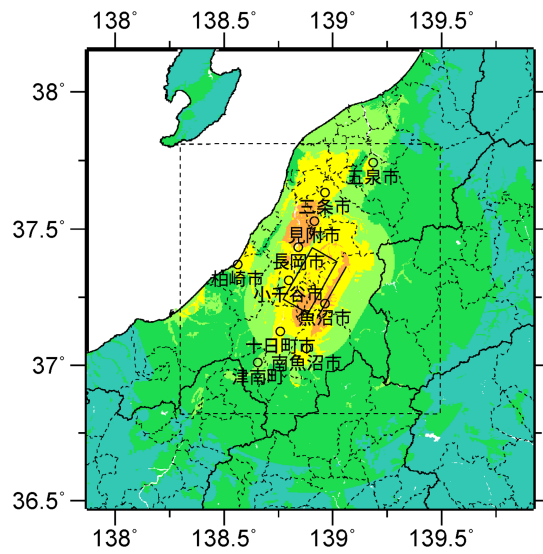 138˚ 138.5˚ 139˚ 139.5˚
38˚
五泉市
三条市
37.5˚
見附市
長岡市
柏崎市
小千谷市
魚沼市
十日町市
37˚
南魚沼市
津南町
36.5˚
138˚ 138.5˚ 139˚ 139.5˚